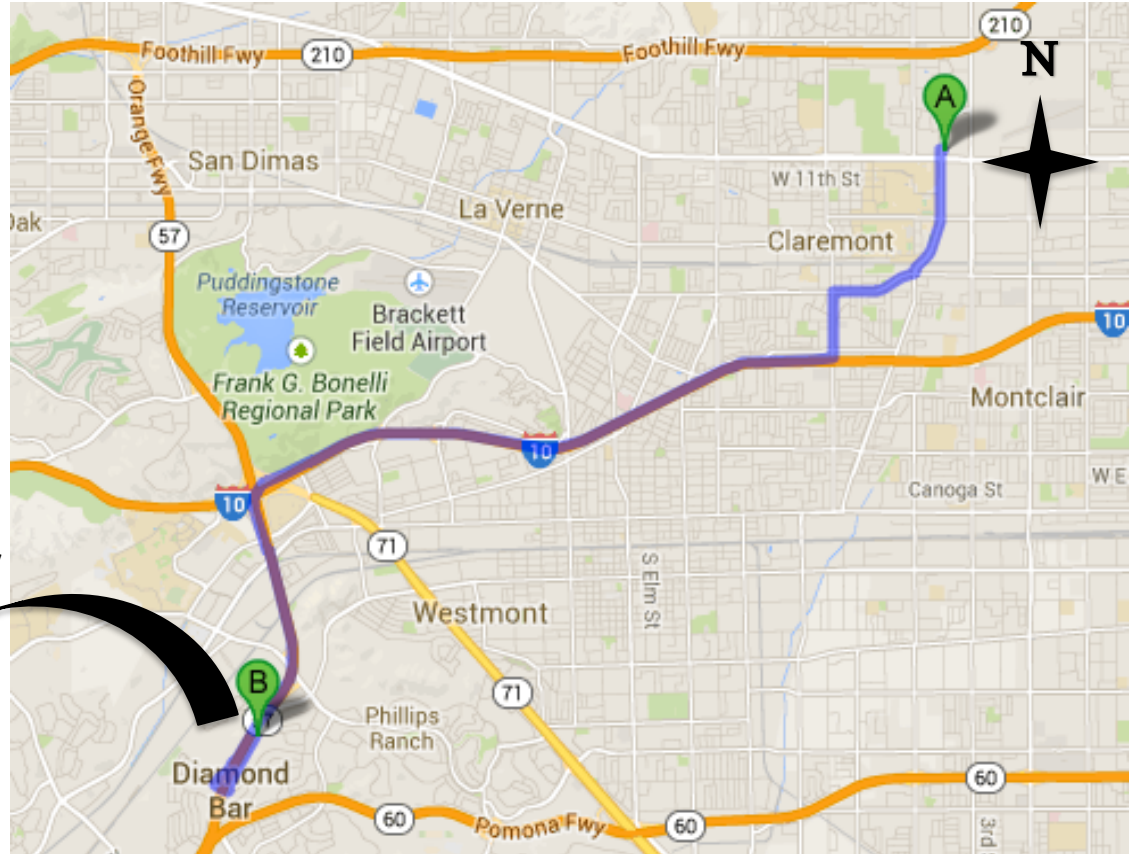 210
Foothill Fwy
210
Foothill Fwy
N
A
Orange Fwy
San Dimas
W 11th St
La Verne
57
Claremont
Puddingstone
Reservoir
Brackett
Field Airport
10
Frank G. Bonelli
Regional Park
Montclair
10
10
Canoga St
W E
71
S Elm St
Westmont
B
71
Phillips
Ranch
Diamond
Bar
60
60
Pomona Fwy
60
3rd